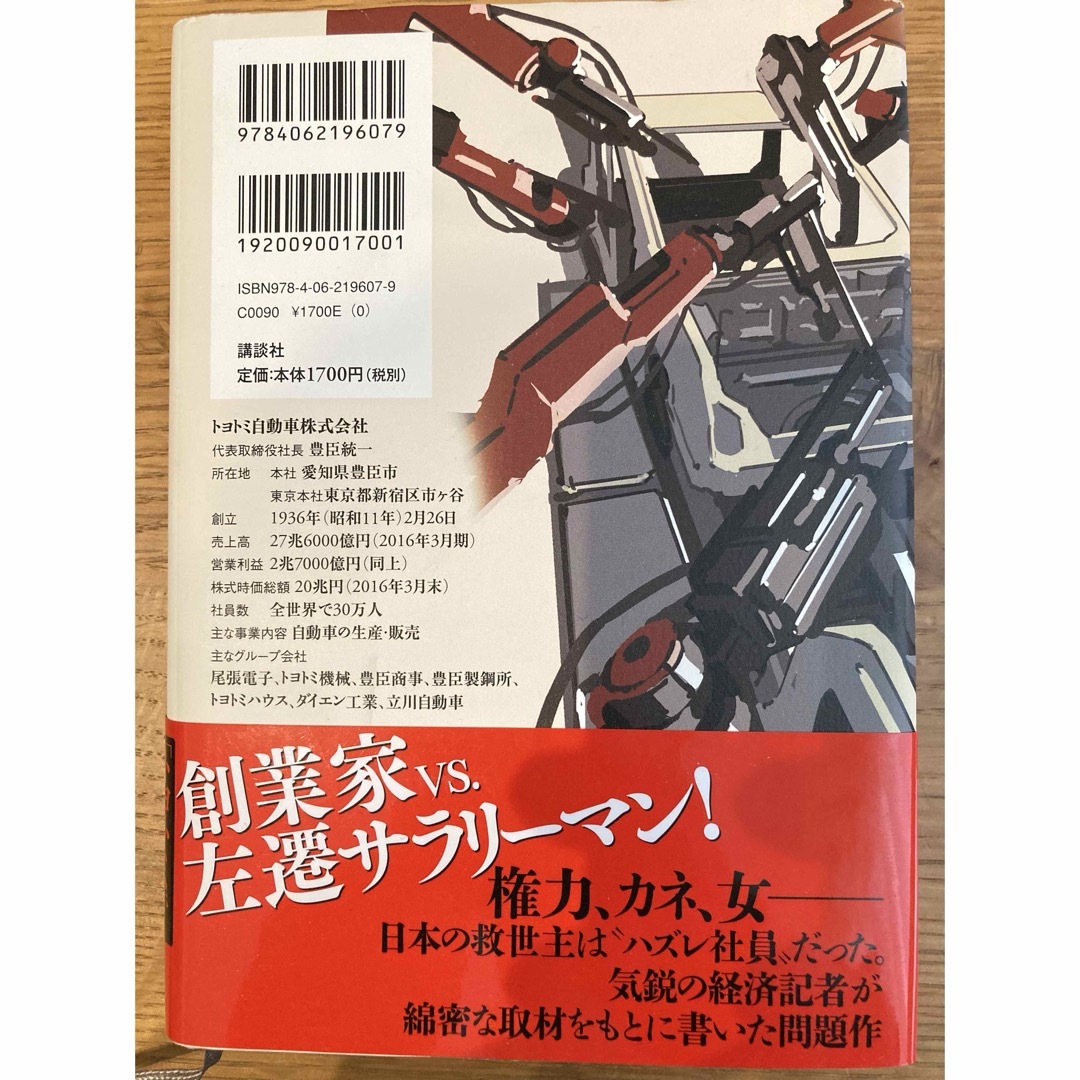 9784062196079
1920090017001
ISBN978-4-06-219607-9
C0090 ¥1700E (0)
講談社
定価:本体1700円(税別)
トヨトミ自動車株式会社
代表取締役社長 豊臣統一
所在地 本社 愛知県豊臣市
東京本社 東京都新宿区市ヶ谷
創立 1936年(昭和11年)2月26日
売上高 27兆6000億円(2016年3月期)
営業利益 2兆7000億円(同上)
株式時価総額 20兆円(2016年3月末)
社員数 全世界で30万人
主な事業内容 自動車の生産・販売
主なグループ会社
尾張電子、トヨトミ機械、豊臣商事、豊臣製鋼所、
トヨトミハウス、ダイエン工業、立川自動車
創業家vs.
左遷サラリーマン!
権力、カネ、女――
日本の救世主は〝ハズレ社員〟だった。
気鋭の経済記者が
綿密な取材をもとに書いた問題作